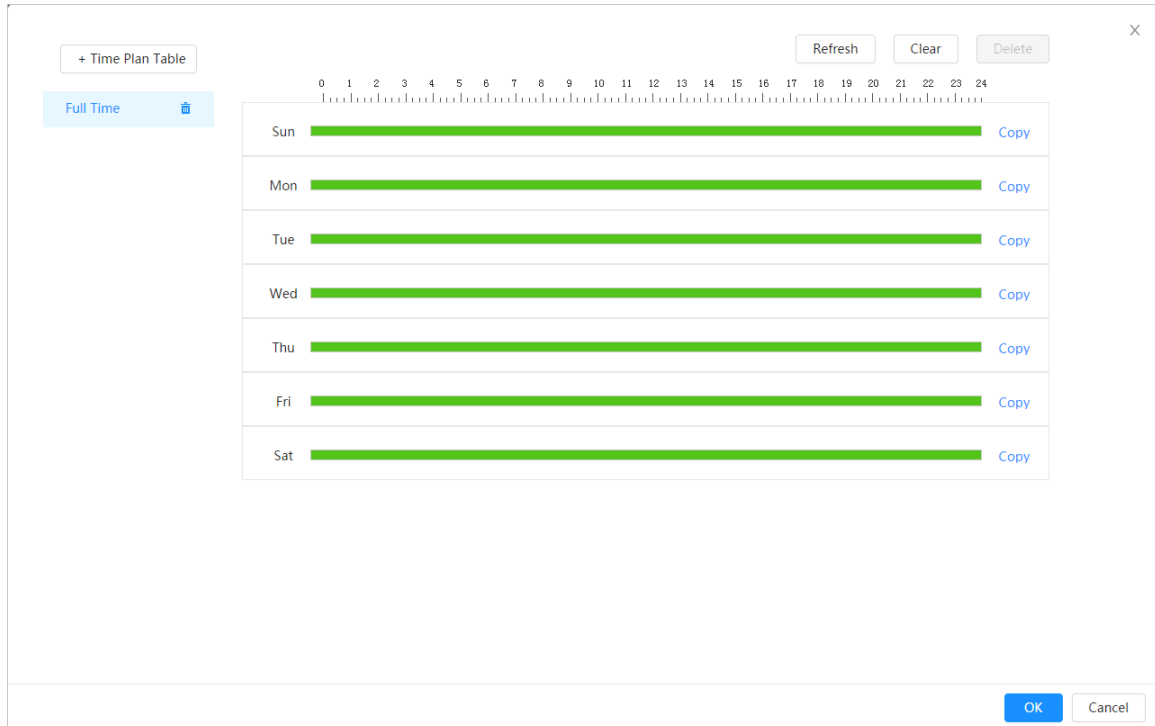 + Time Plan Table
Refresh Clear Delete
Full Time
0 1 2 3 4 5 6 7 8 9 10 11 12 13 14 15 16 17 18 19 20 21 22 23 24
Sun Copy
Mon Copy
Tue Copy
Wed Copy
Thu Copy
Fri Copy
Sat Copy
OK Cancel